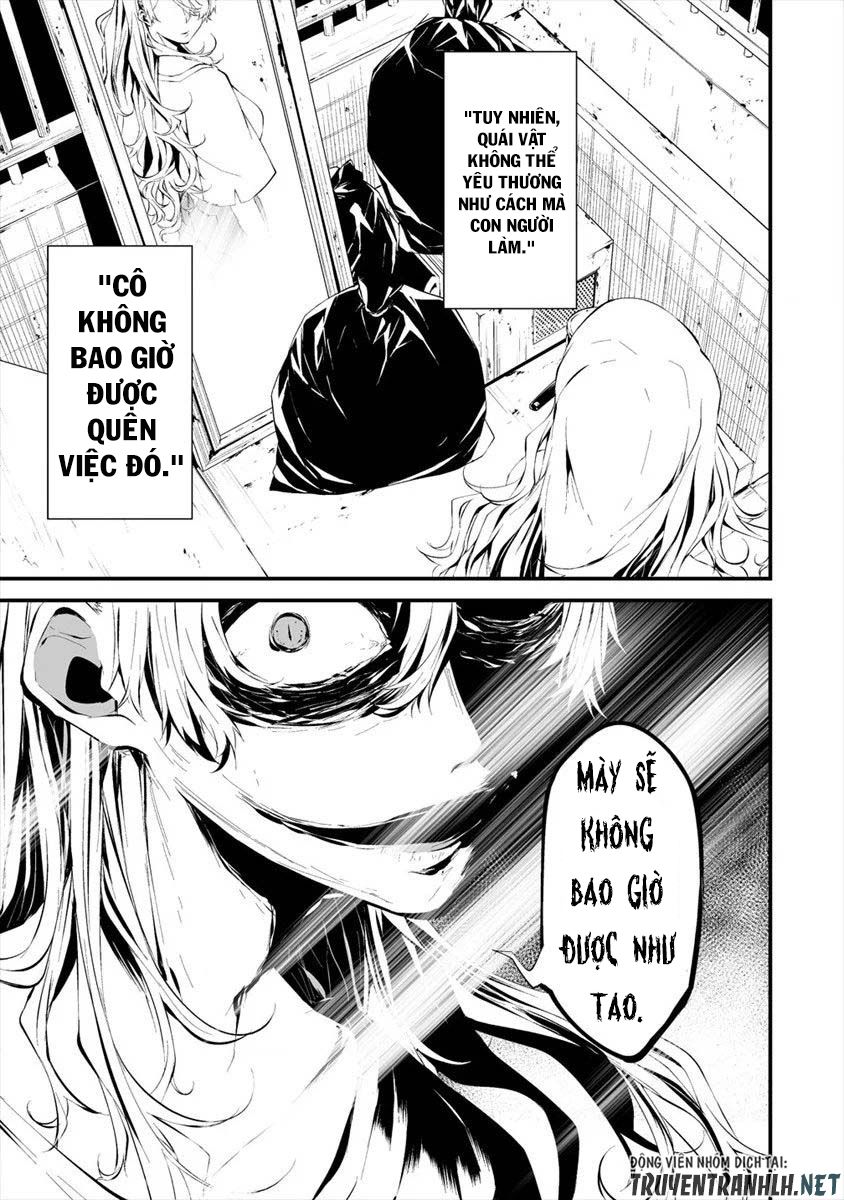 "TUY NHIÊN,
QUÁI VẬT
KHÔNG THỂ
YÊU THƯƠNG
NHƯ CÁCH MÀ
CON NGƯỜI
LÀM."
"CÔ
KHÔNG
BAO GIỜ
ĐƯỢC
QUÊN
VIỆC ĐÓ."
MÀY SẼ
KHÔNG
BAO GIỜ
ĐƯỢC NHƯ
TAO.
ĐỘNG VIÊN NHÓM DỊCH TẠI:
TRUYENTRANHLH.NET